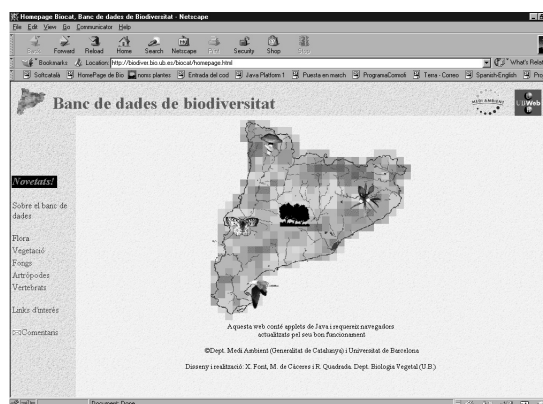 Homepage Biocat, Banc de dades de Biodiversitat - Netscape
File Edit View Go Communicator Help
Back Forward Reload Home Search Netscape Print Security Shop Stop
Bookmarks Location: http://biodiver.bio.ub.es/biocat/homepage.html What's Relat
Softcatalà HomePage de Bio noms plantes Entrada del cod Java Platform 1 Puesta en march ProgramaComoli Terra - Correo Spanish-English Pro
Banc de dades de biodiversitat
MEDI AMBIENT
Web
Novetats!
Sobre el banc de
dades
Flora
Vegetació
Fongs
Artròpodes
Vertebrats
Links d'interès
Comentaris
Aquesta web conté applets de Java i requereix navegadors
actualitzats pel seu bon funcionament
©Dept. Medi Ambient (Generalitat de Catalunya) i Universitat de Barcelona
Disseny i realització: X. Font, M. de Càceres i R. Quadrada. Dept. Biologia Vegetal (U.B.)
Document: Done